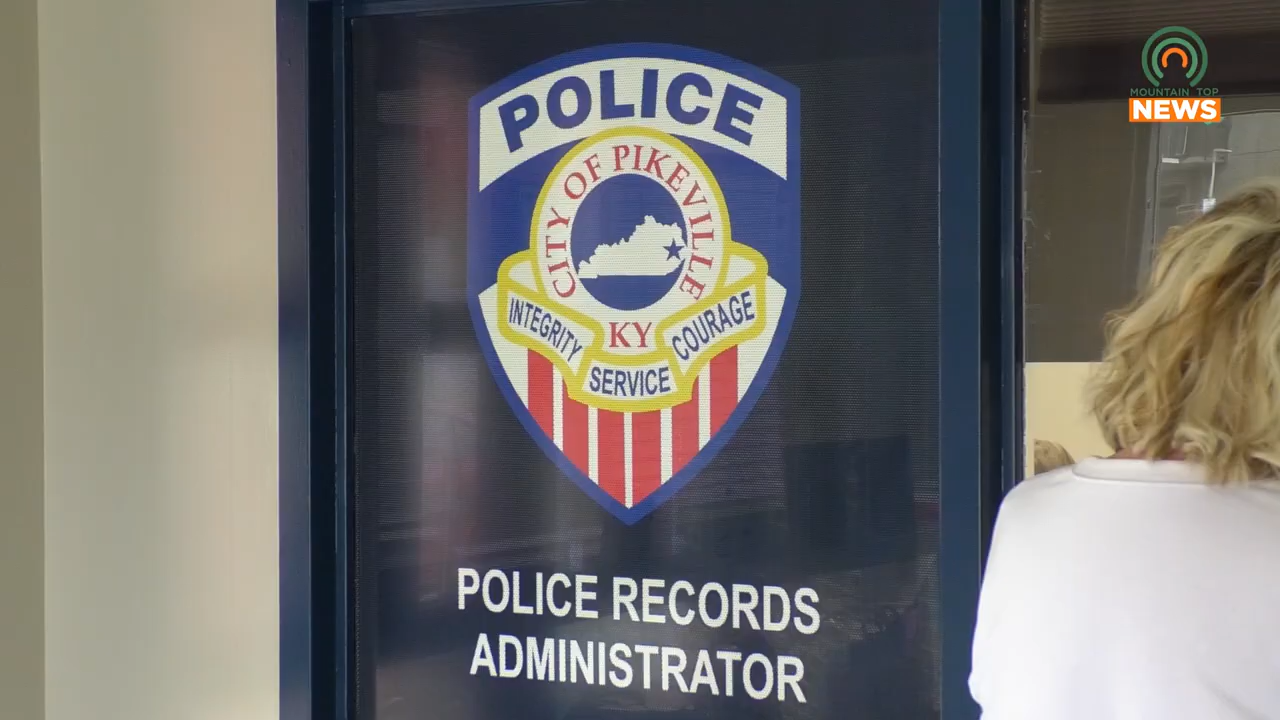 MOUNTAIN TOP
NEWS
POLICE
CITY OF PIKEVILLE
KY
INTEGRITY
SERVICE
COURAGE
POLICE RECORDS
ADMINISTRATOR